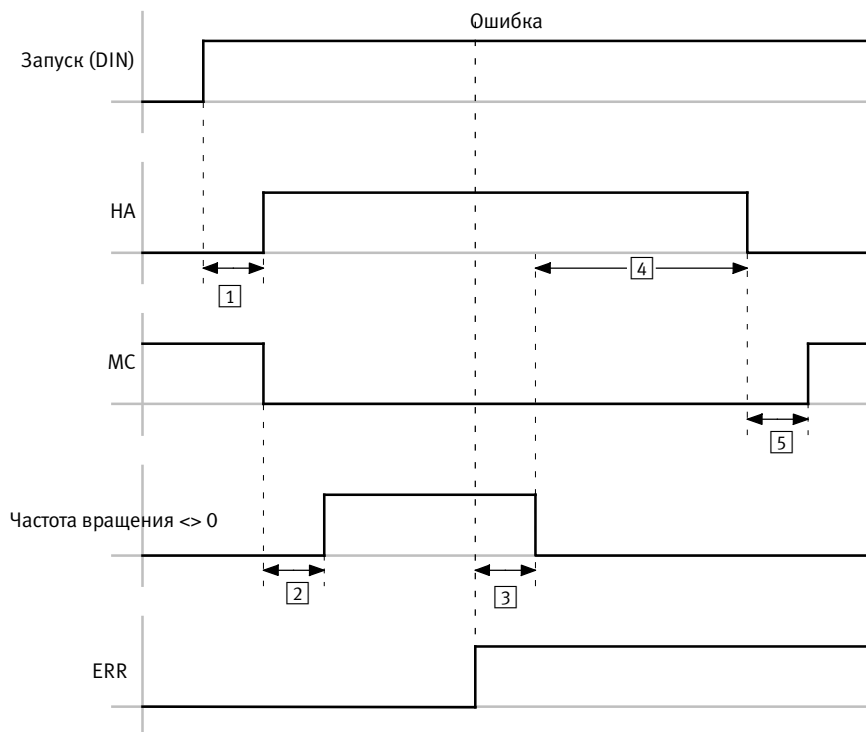 Ошибка
Запуск (DIN)
HA
1
4
MC
5
Частота вращения <> 0
2
3
ERR